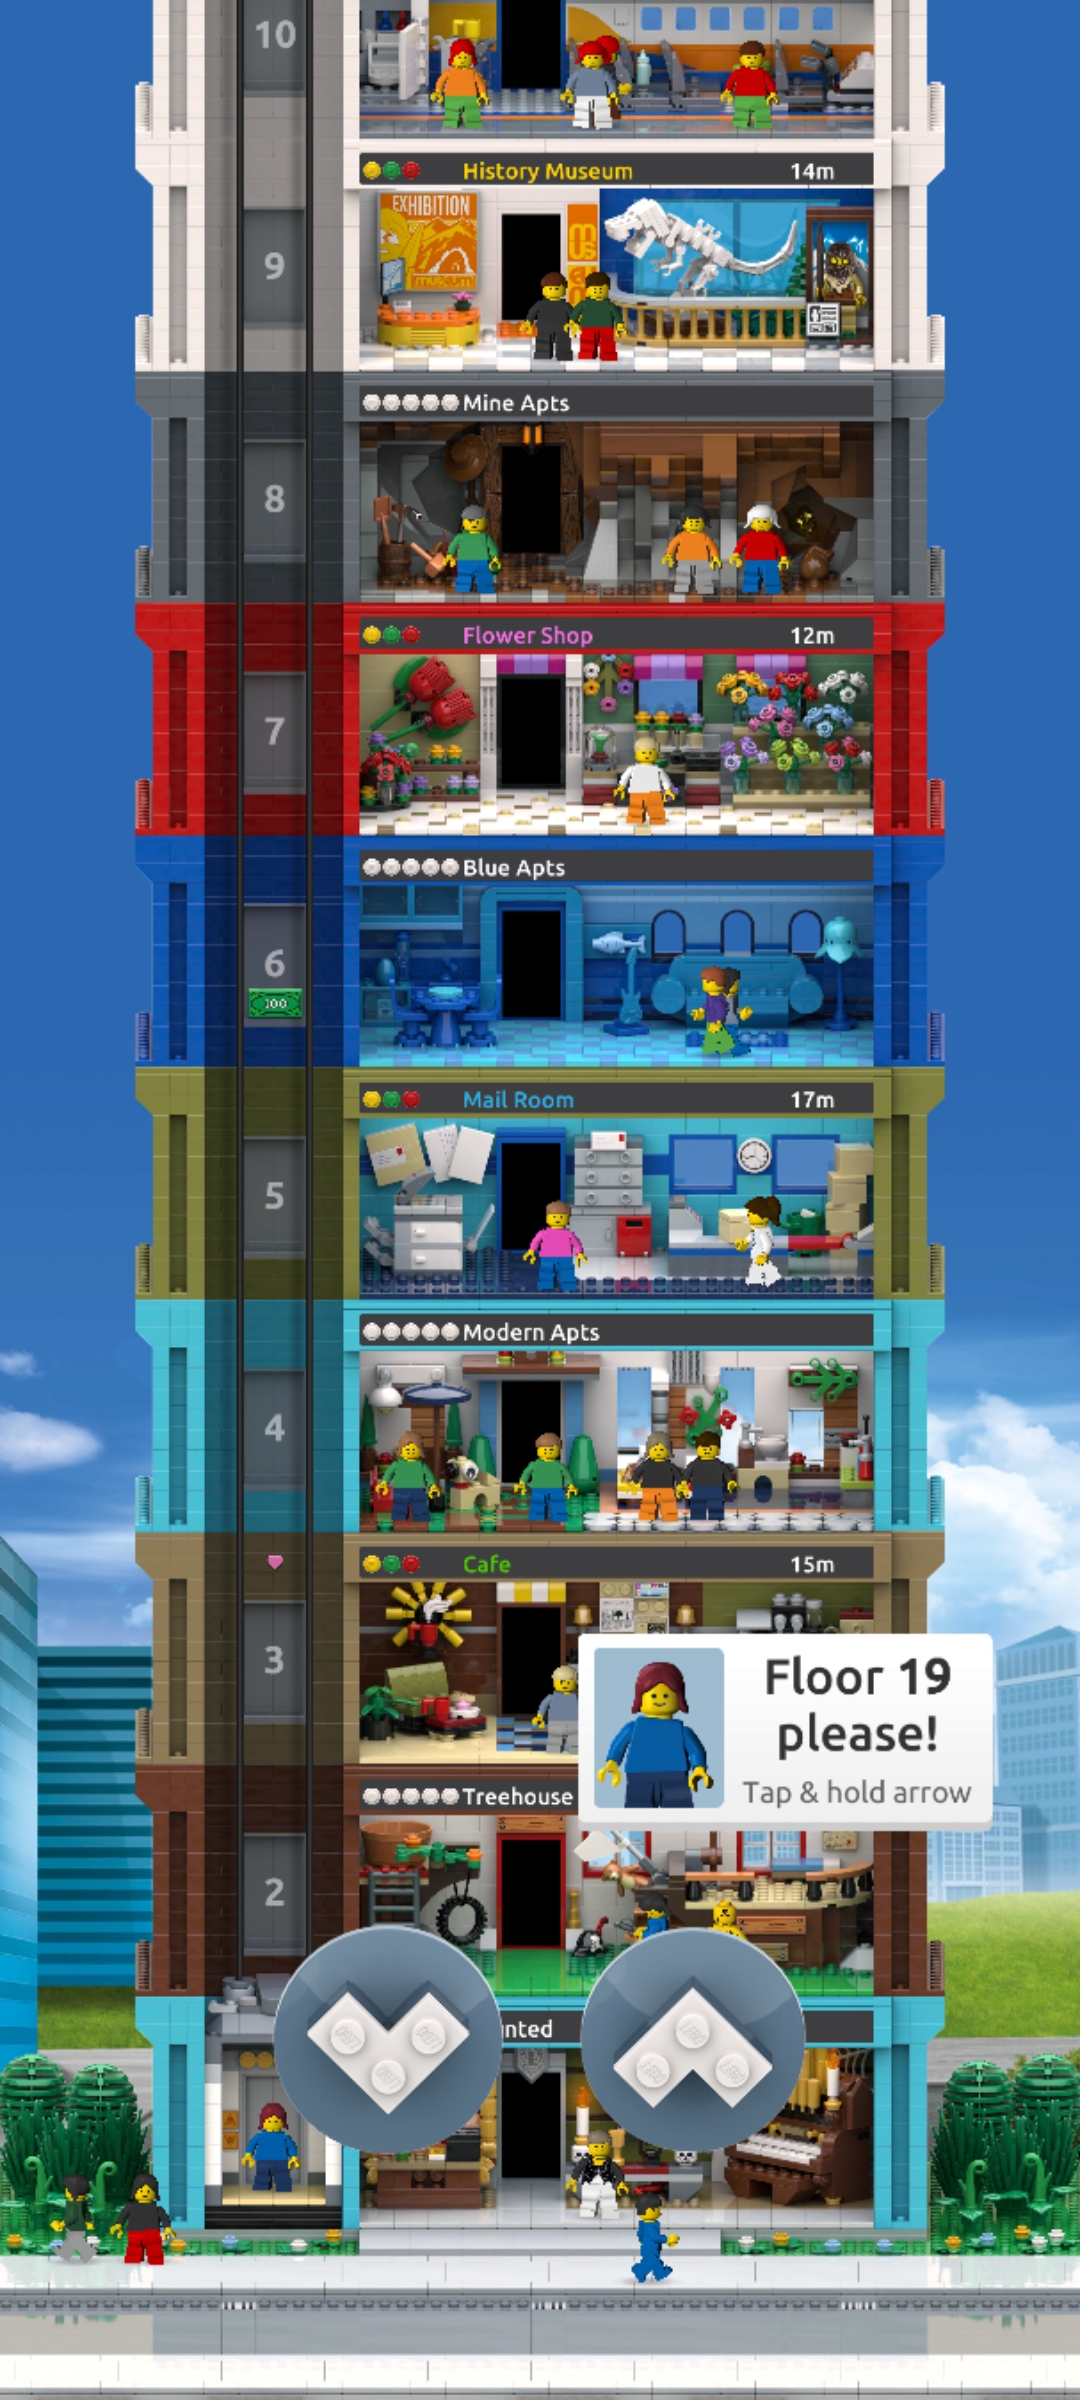 10
History Museum 14m
EXHIBITION
museum
9
Mine Apts
8
Flower Shop 12m
7
Blue Apts
6
100
Mail Room 17m
5
Modern Apts
4
Cafe 15m
3
Floor 19
please!
Tap & hold arrow
Treehouse
2
nted